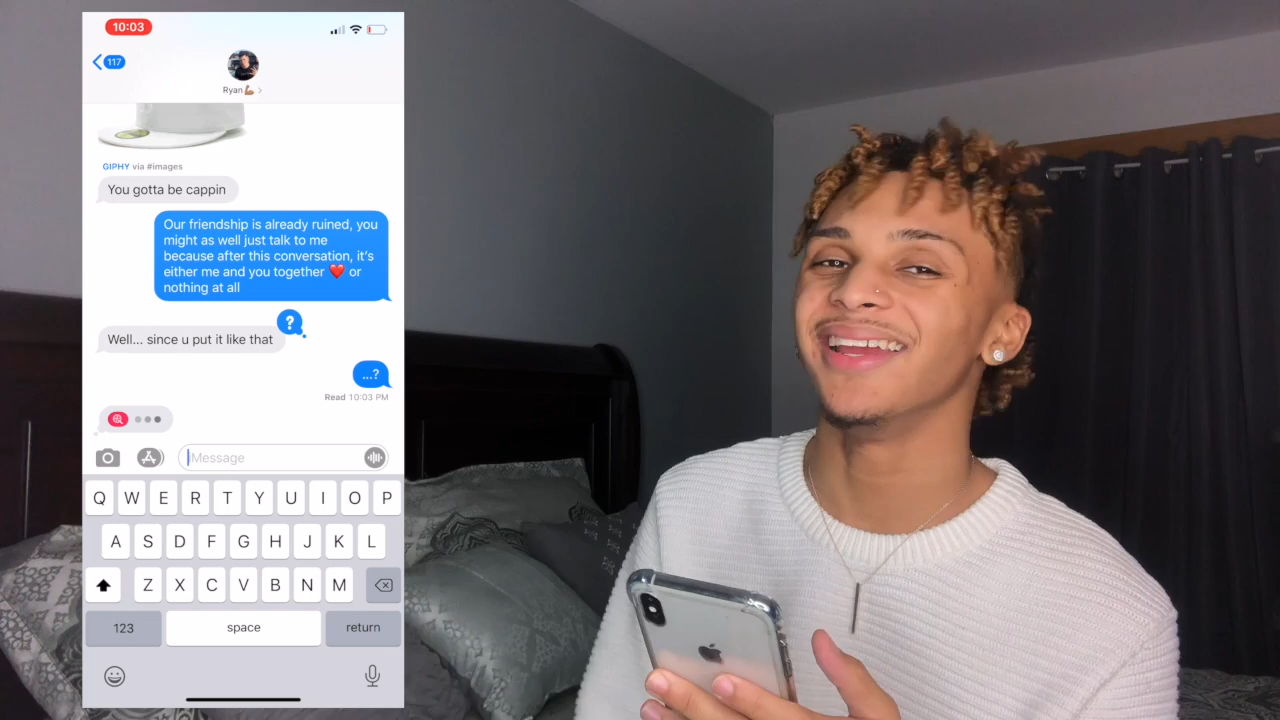 10:03
117
Ryan💪🏽 >
GIPHY via #images
You gotta be cappin
Our friendship is already ruined, you
might as well just talk to me
because after this conversation, it's
either me and you together ❤️ or
nothing at all
?
Well... since u put it like that
...?
Read 10:03 PM
Message
Q W E R T Y U I O P
A S D F G H J K L
Z X C V B N M
123 space return